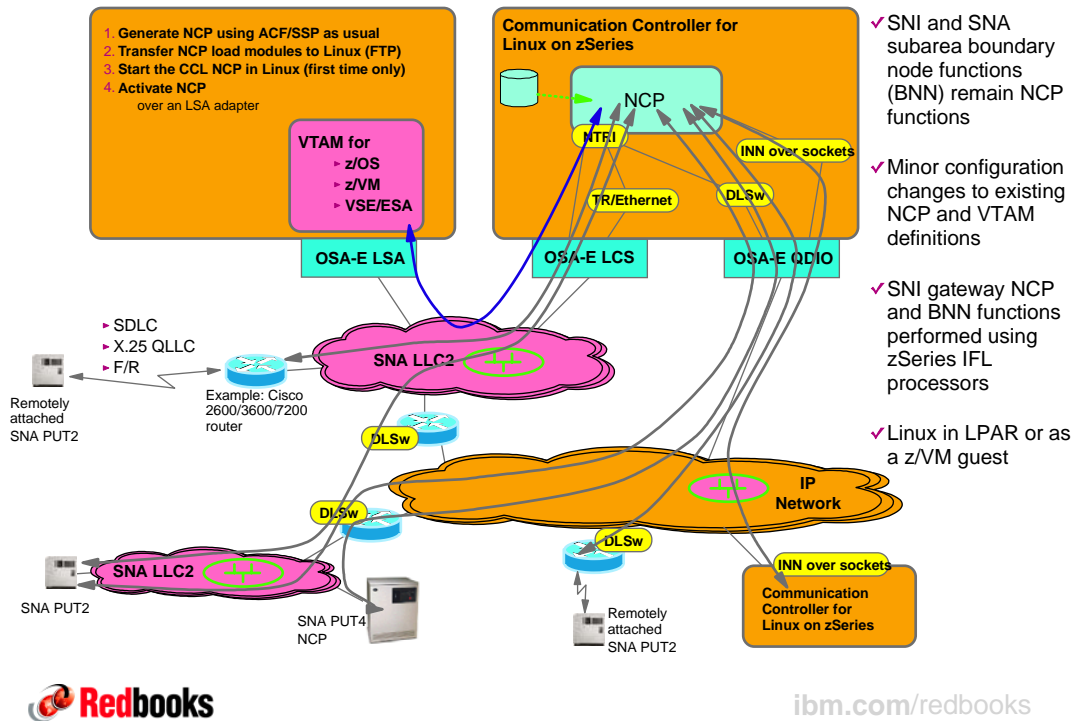 1. Generate NCP using ACF/SSP as usual
2. Transfer NCP load modules to Linux (FTP)
3. Start the CCL NCP in Linux (first time only)
4. Activate NCP
over an LSA adapter
VTAM for
z/OS
z/VM
VSE/ESA
Communication Controller for
Linux on zSeries
NCP
NTRI
INN over sockets
TR/Ethernet
DLSw
OSA-E LSA
OSA-E LCS
OSA-E QDIO
SNI and SNA
subarea boundary
node functions
(BNN) remain NCP
functions
Minor configuration
changes to existing
NCP and VTAM
definitions
SNI gateway NCP
and BNN functions
performed using
zSeries IFL
processors
Linux in LPAR or as
a z/VM guest
SDLC
X.25 QLLC
F/R
Remotely
attached
SNA PUT2
Example: Cisco
2600/3600/7200
router
SNA LLC2
DLSw
IP
Network
DLSw
DLSw
SNA LLC2
SNA PUT2
SNA PUT4
NCP
Remotely
attached
SNA PUT2
INN over sockets
Communication
Controller for
Linux on zSeries
Redbooks
ibm.com/redbooks